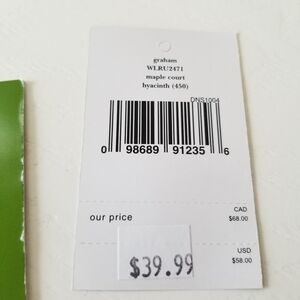 graham
WLRU2471
maple court
hyacinth (450)
DNS1004
0 98689 91235 6
our price
CAD
$68.00
USD
$58.00
$39.99